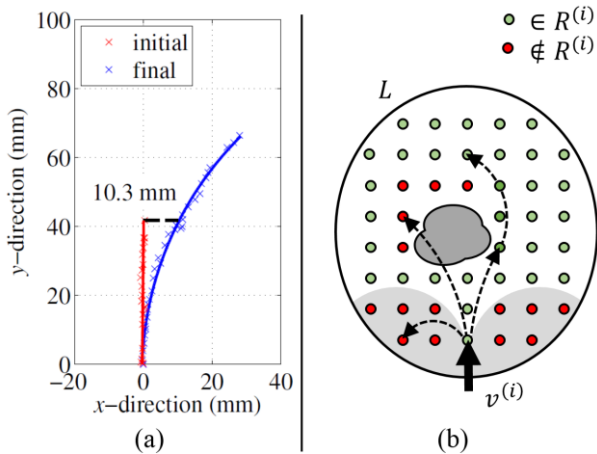 100
80
60
40
20
0
y-direction (mm)
initial
final
10.3 mm
−20 0 20 40
x-direction (mm)
(a)
∈ R⁽ⁱ⁾
∉ R⁽ⁱ⁾
L
v⁽ⁱ⁾
(b)